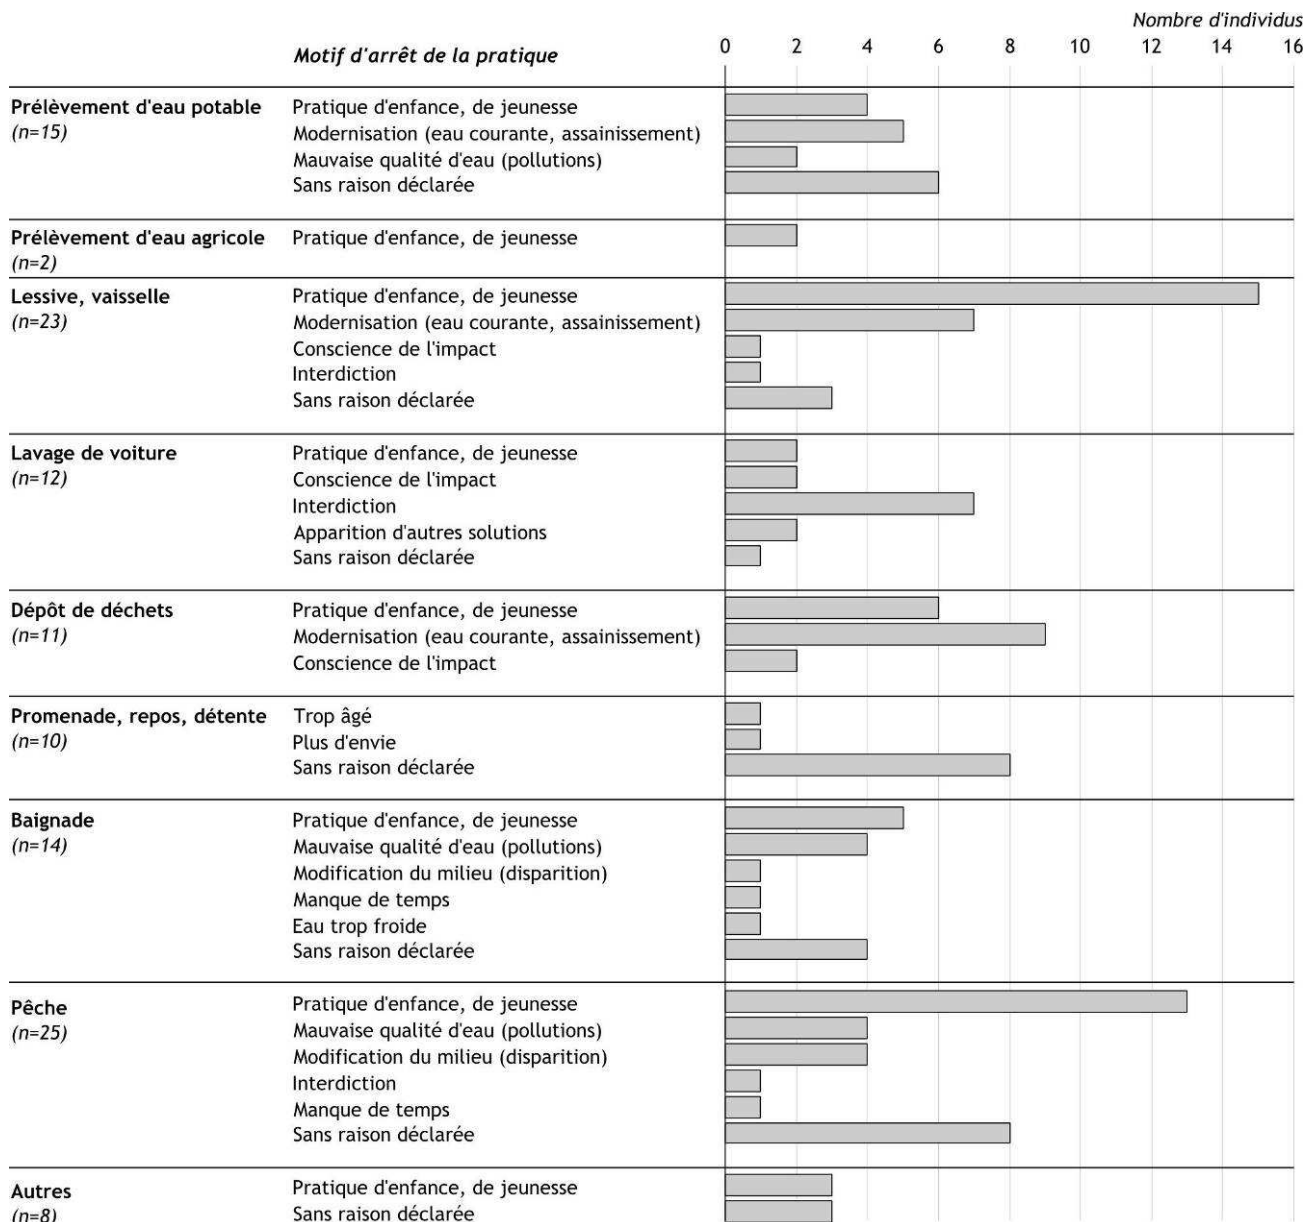 Nombre d'individus
Motif d'arrêt de la pratique 0 2 4 6 8 10 12 14 16
Prélèvement d'eau potable Pratique d'enfance, de jeunesse
(n=15) Modernisation (eau courante, assainissement)
Mauvaise qualité d'eau (pollutions)
Sans raison déclarée
Prélèvement d'eau agricole Pratique d'enfance, de jeunesse
(n=2)
Lessive, vaisselle Pratique d'enfance, de jeunesse
(n=23) Modernisation (eau courante, assainissement)
Conscience de l'impact
Interdiction
Sans raison déclarée
Lavage de voiture Pratique d'enfance, de jeunesse
(n=12) Conscience de l'impact
Interdiction
Apparition d'autres solutions
Sans raison déclarée
Dépôt de déchets Pratique d'enfance, de jeunesse
(n=11) Modernisation (eau courante, assainissement)
Conscience de l'impact
Promenade, repos, détente Trop âgé
(n=10) Plus d'envie
Sans raison déclarée
Baignade Pratique d'enfance, de jeunesse
(n=14) Mauvaise qualité d'eau (pollutions)
Modification du milieu (disparition)
Manque de temps
Eau trop froide
Sans raison déclarée
Pêche Pratique d'enfance, de jeunesse
(n=25) Mauvaise qualité d'eau (pollutions)
Modification du milieu (disparition)
Interdiction
Manque de temps
Sans raison déclarée
Autres Pratique d'enfance, de jeunesse
(n=8) Sans raison déclarée